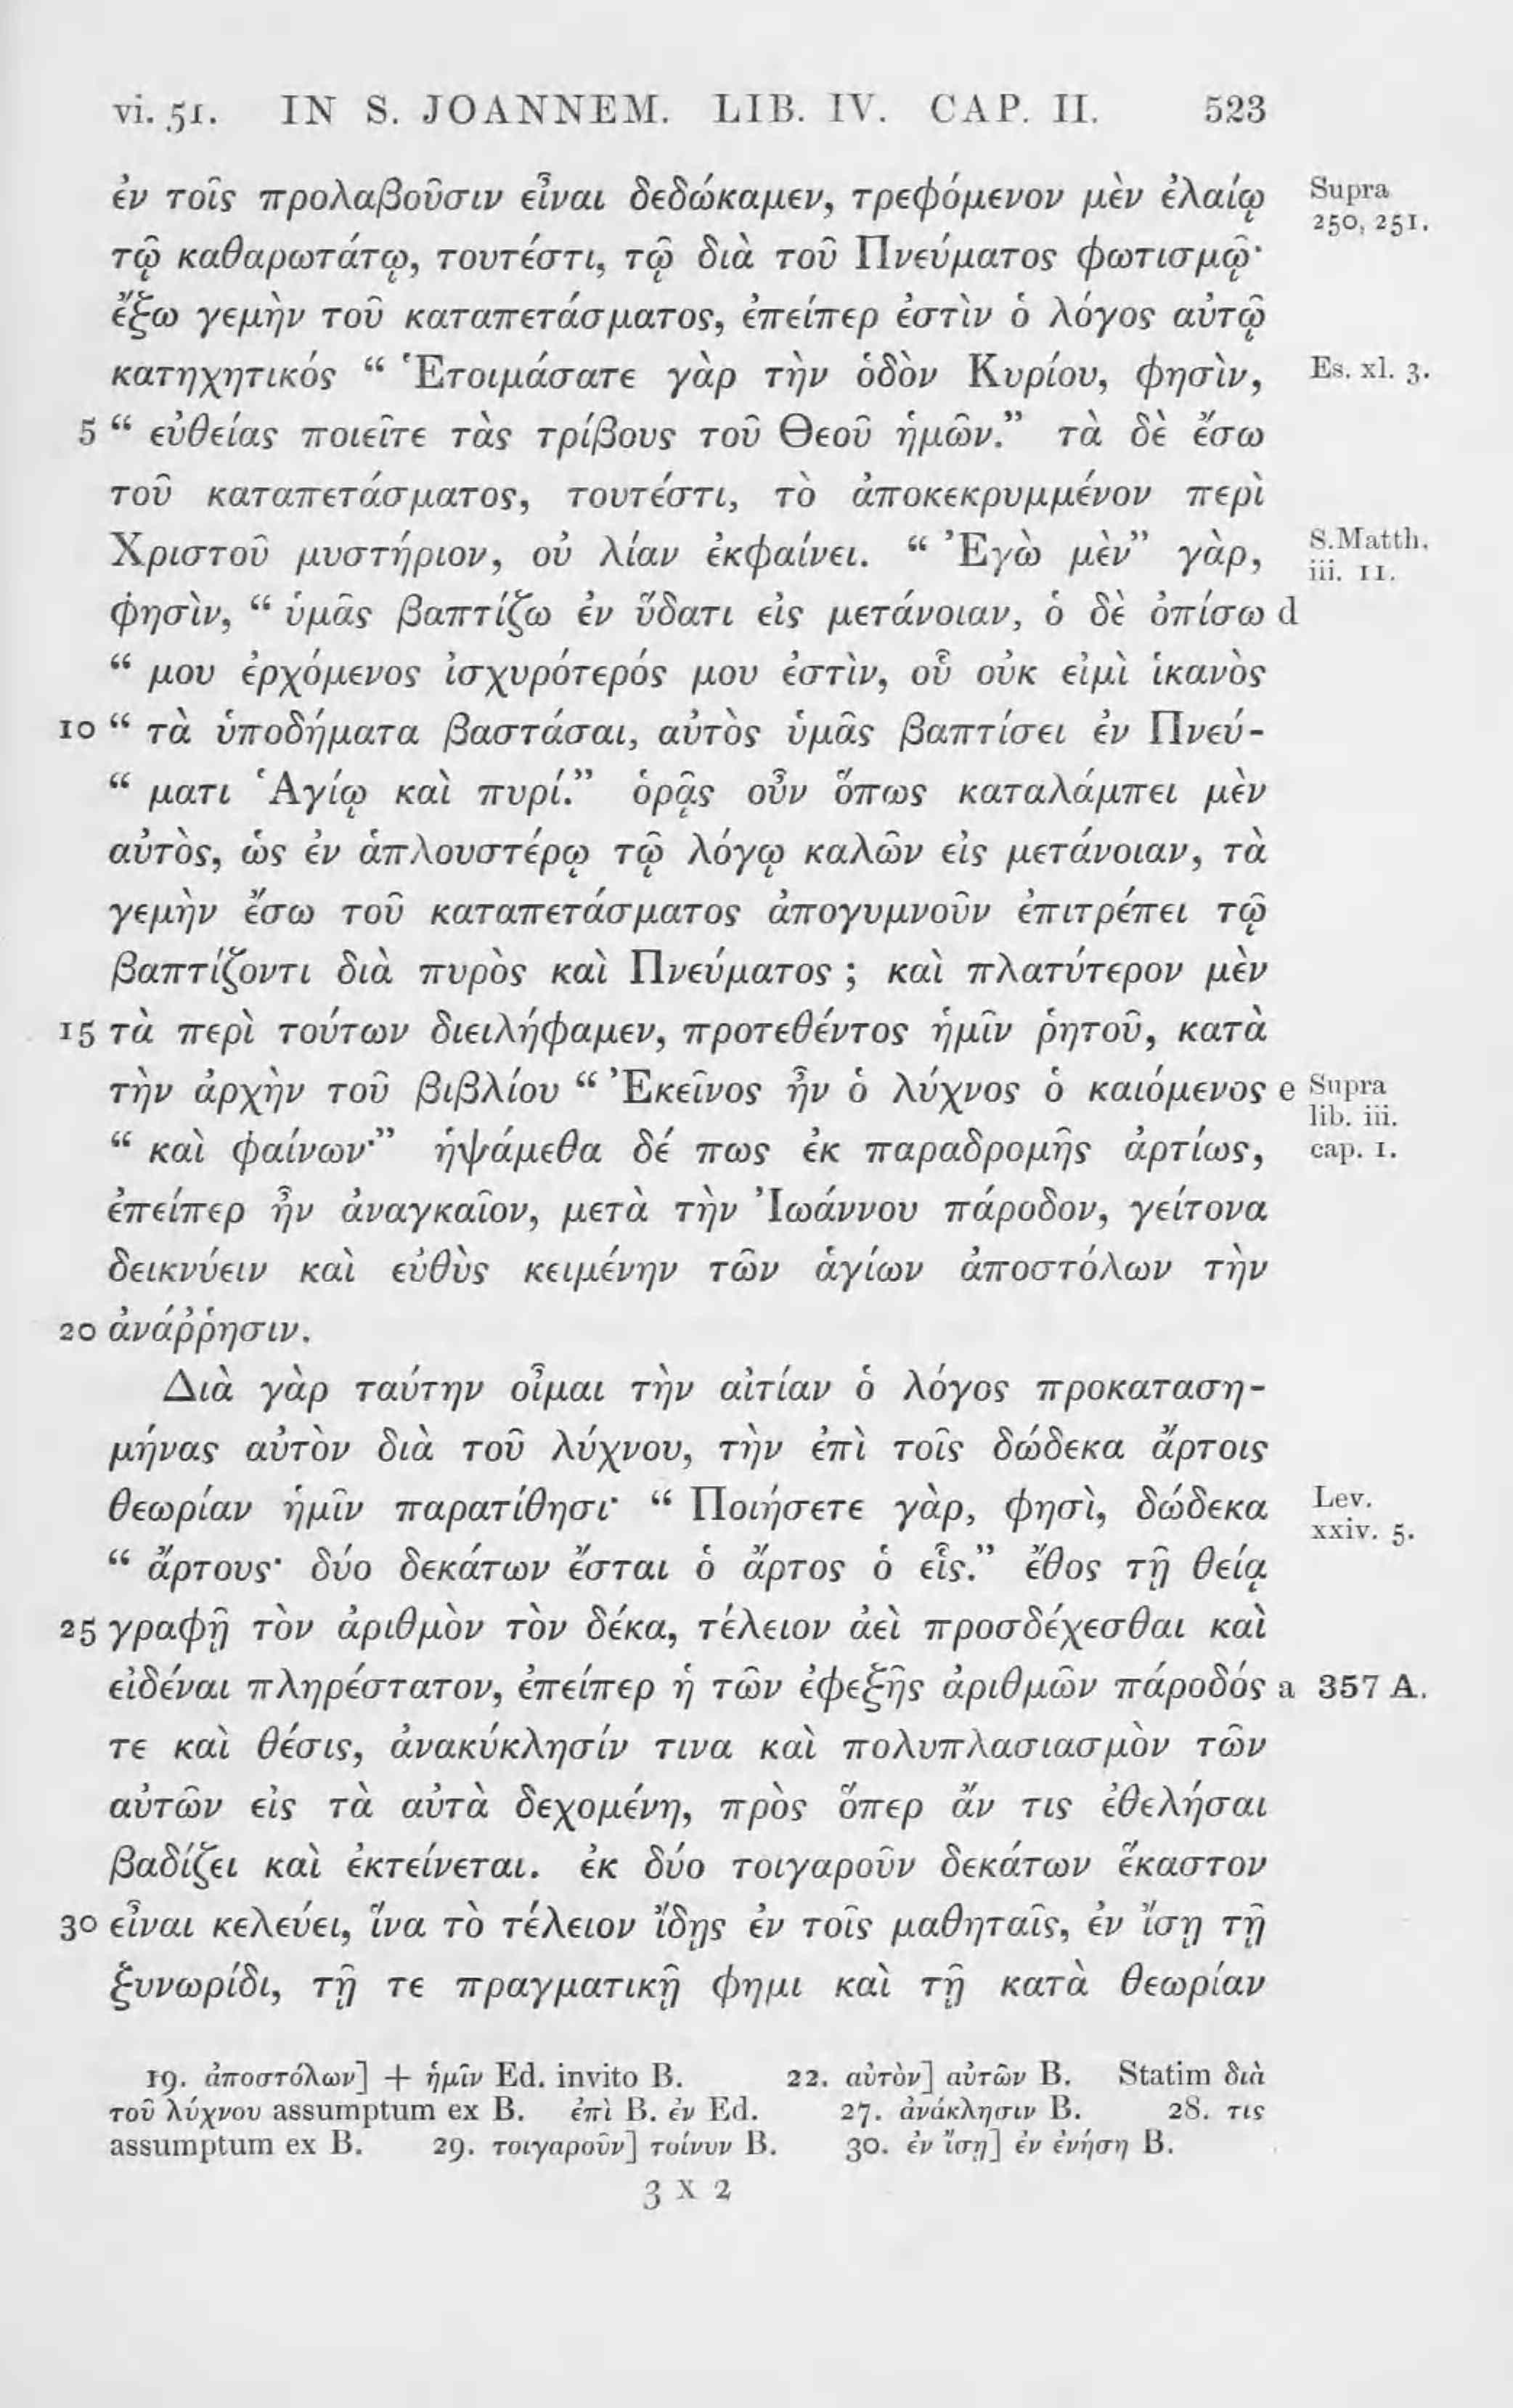 vi. 51. IN S. JOANNEM. LIB. IV. CAP. II. 523
ἐν τοῖς προλαβοῦσιν εἶναι δεδώκαμεν, τρεφόμενον μὲν ἐλαίῳ Supra 250, 251.
τῷ καθαρωτάτῳ, τουτέστι, τῷ διὰ τοῦ Πνεύματος φωτισμῷ·
ἔξω γεμὴν τοῦ καταπετάσματος, ἐπείπερ ἐστὶν ὁ λόγος αὐτῷ
κατηχητικός “ Ἑτοιμάσατε γὰρ τὴν ὁδὸν Κυρίου, φησὶν, Es. xl. 3.
5 “ εὐθείας ποιεῖτε τὰς τρίβους τοῦ Θεοῦ ἡμῶν.” τὰ δὲ ἔσω
τοῦ καταπετάσματος, τουτέστι, τὸ ἀποκεκρυμμένον περὶ
Χριστοῦ μυστήριον, οὐ λίαν ἐκφαίνει. “ Ἐγὼ μὲν” γὰρ, S. Matth. iii. 11.
φησὶν, “ ὑμᾶς βαπτίζω ἐν ὕδατι εἰς μετάνοιαν, ὁ δὲ ὀπίσω d
“ μου ἐρχόμενος ἰσχυρότερός μου ἐστὶν, οὗ οὐκ εἰμὶ ἱκανὸς
10 “ τὰ ὑποδήματα βαστάσαι, αὐτὸς ὑμᾶς βαπτίσει ἐν Πνεύ-
“ ματι Ἁγίῳ καὶ πυρί.” ὁρᾷς οὖν ὅπως καταλάμπει μὲν
αὐτὸς, ὡς ἐν ἁπλουστέρῳ τῷ λόγῳ καλῶν εἰς μετάνοιαν, τὰ
γεμὴν ἔσω τοῦ καταπετάσματος ἀπογυμνοῦν ἐπιτρέπει τῷ
βαπτίζοντι διὰ πυρὸς καὶ Πνεύματος ; καὶ πλατύτερον μὲν
15 τὰ περὶ τούτων διειλήφαμεν, προτεθέντος ἡμῖν ῥητοῦ, κατὰ
τὴν ἀρχὴν τοῦ βιβλίου “ Ἐκεῖνος ἦν ὁ λύχνος ὁ καιόμενος e Supra lib. iii. cap. 1.
“ καὶ φαίνων·” ἡψάμεθα δέ πως ἐκ παραδρομῆς ἀρτίως,
ἐπείπερ ἦν ἀναγκαῖον, μετὰ τὴν Ἰωάννου πάροδον, γείτονα
δεικνύειν καὶ εὐθὺς κειμένην τῶν ἁγίων ἀποστόλων τὴν
20 ἀνάῤῥησιν.
Διὰ γὰρ ταύτην οἶμαι τὴν αἰτίαν ὁ λόγος προκατασημή-
μήνας αὐτὸν διὰ τοῦ λύχνου, τὴν ἐπὶ τοῖς δώδεκα ἄρτοις
θεωρίαν ἡμῖν παρατίθησι· “ Ποιήσετε γὰρ, φησὶ, δώδεκα Lev. xxiv. 5.
“ ἄρτους· δύο δεκάτων ἔσται ὁ ἄρτος ὁ εἷς.” ἔθος τῇ θείᾳ
25 γραφῇ τὸν ἀριθμὸν τὸν δέκα, τέλειον ἀεὶ προσδέχεσθαι καὶ
εἰδέναι πληρέστατον, ἐπείπερ ἡ τῶν ἐφεξῆς ἀριθμῶν πάροδός a 357 A.
τε καὶ θέσις, ἀνακύκλησίν τινα καὶ πολυπλασιασμὸν τῶν
αὐτῶν εἰς τὰ αὐτὰ δεχομένη, πρὸς ὅπερ ἄν τις ἐθελήσαι
βαδίζει καὶ ἐκτείνεται. ἐκ δύο τοιγαροῦν δεκάτων ἕκαστον
30 εἶναι κελεύει, ἵνα τὸ τέλειον ἴδῃς ἐν τοῖς μαθηταῖς, ἐν ἴσῃ τῇ
ξυνωρίδι, τῇ τε πραγματικῇ φημι καὶ τῇ κατὰ θεωρίαν
19. ἀποστόλων] + ἡμῖν Ed. invito B. 22. αὐτὸν] αὐτῶν B. Statim διὰ
τοῦ λύχνου assumptum ex B. ἐπὶ B. ἐν Ed. 27. ἀνάκλησιν B. 28. τις
assumptum ex B. 29. τοιγαροῦν] τοίνυν B. 30. ἐν ἴσῃ] ἐν ἑνήση B.
3 X 2